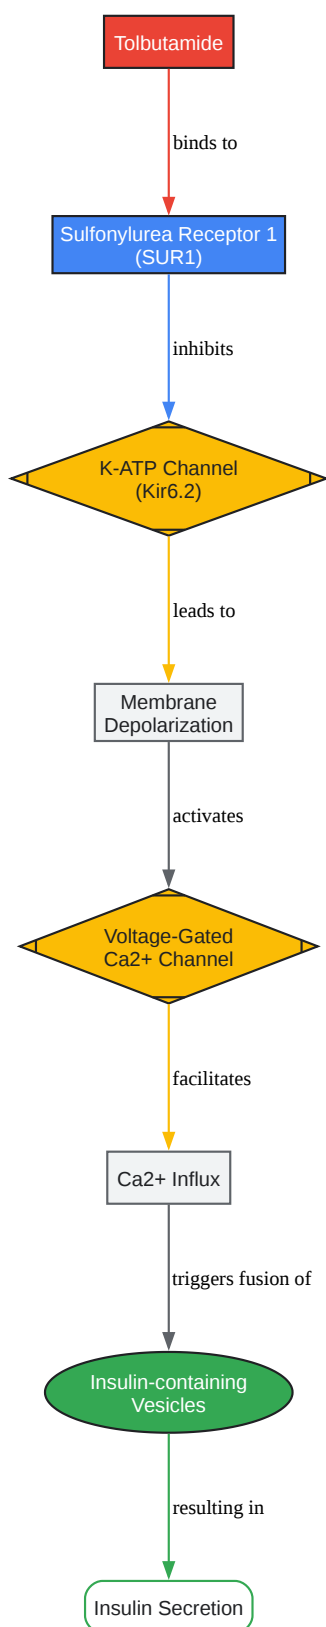 Tolbutamide
binds to
Sulfonylurea Receptor 1
(SUR1)
inhibits
K-ATP Channel
(Kir6.2)
leads to
Membrane
Depolarization
activates
Voltage-Gated
Ca2+ Channel
facilitates
Ca2+ Influx
triggers fusion of
Insulin-containing
Vesicles
resulting in
Insulin Secretion